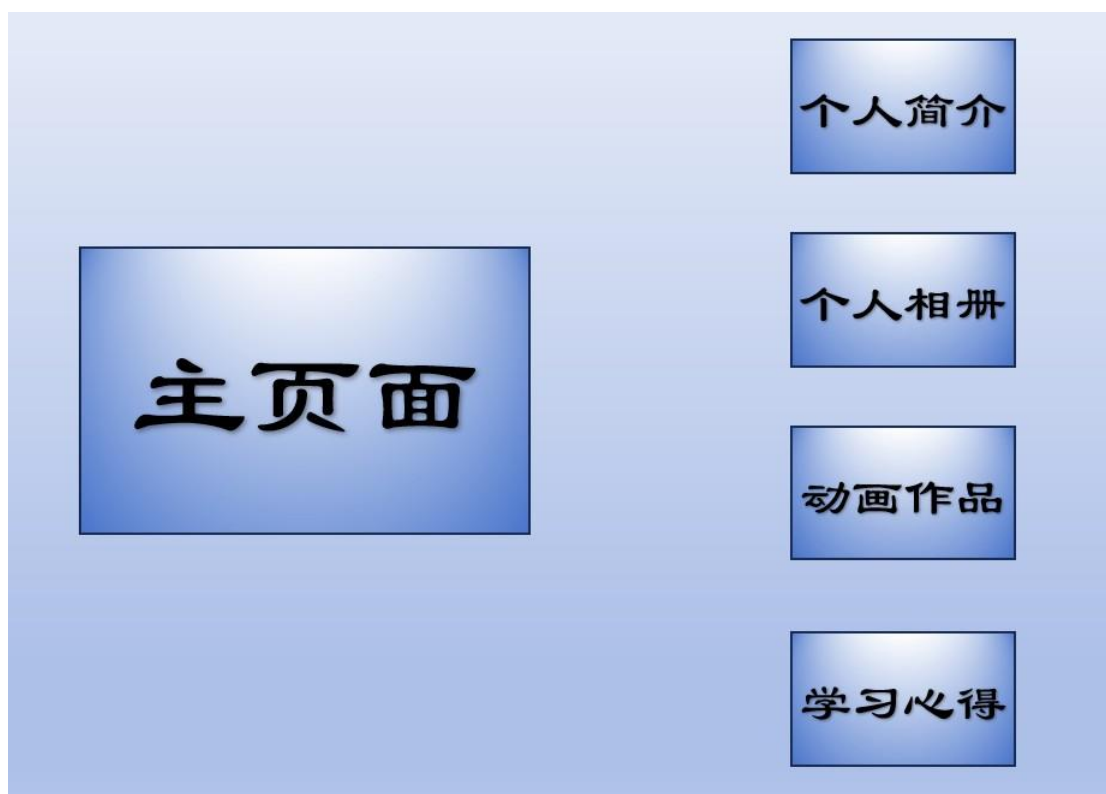 主页面
个人简介
个人相册
动画作品
学习心得